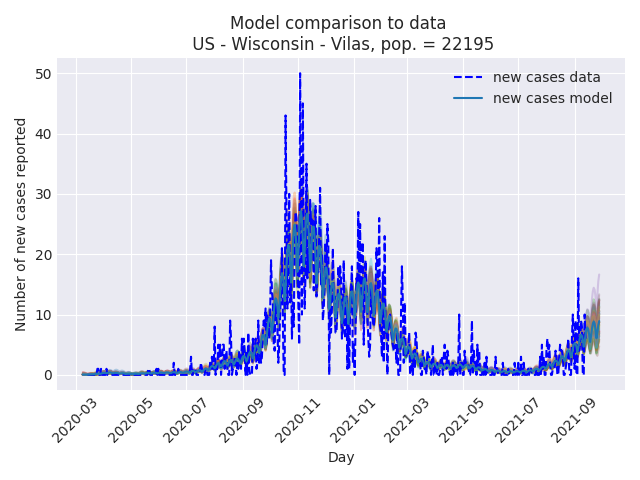 Model comparison to data
US - Wisconsin - Vilas, pop. = 22195
new cases data
new cases model
Number of new cases reported
50
40
30
20
10
0
2020-03
2020-05
2020-07
2020-09
2020-11
2021-01
2021-03
2021-05
2021-07
2021-09
Day